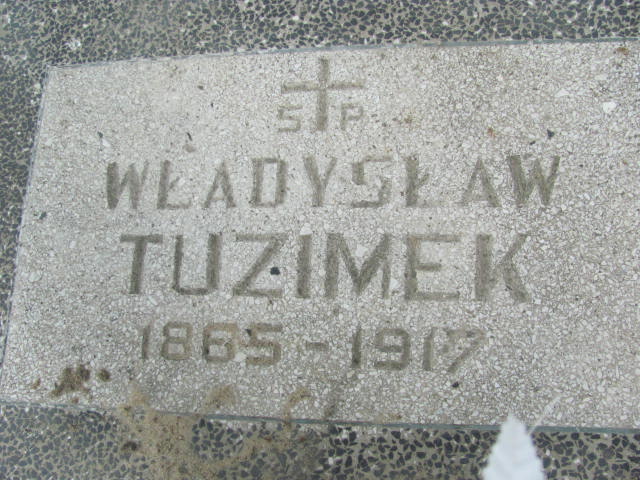 Ś P
WŁADYSŁAW
TUZIMEK
1865-1917